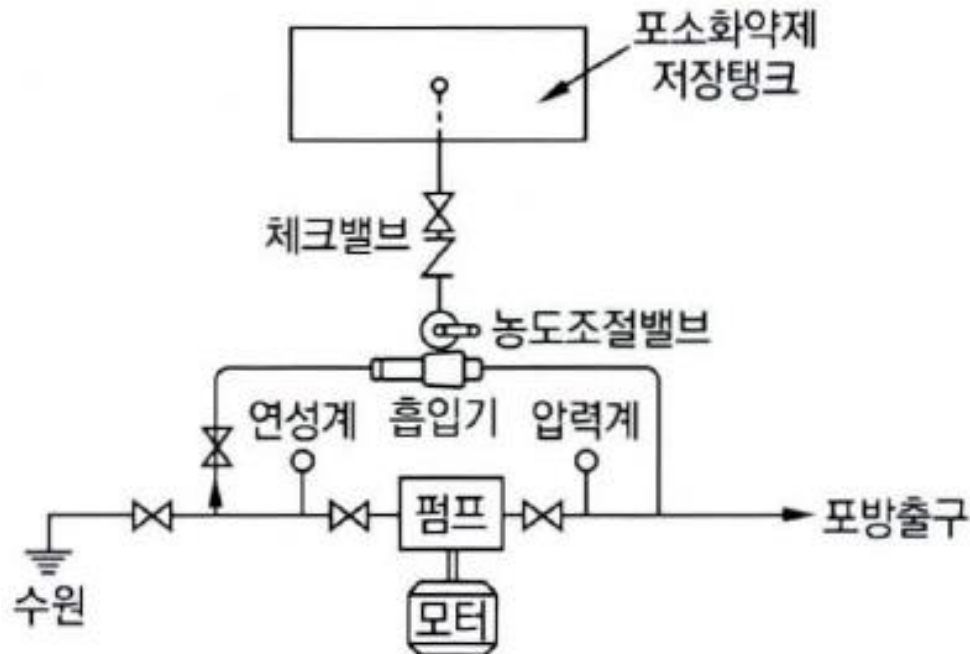 포소화약제
저장탱크
체크밸브
농도조절밸브
연성계
흡입기
압력계
펌프
포방출구
수원
모터